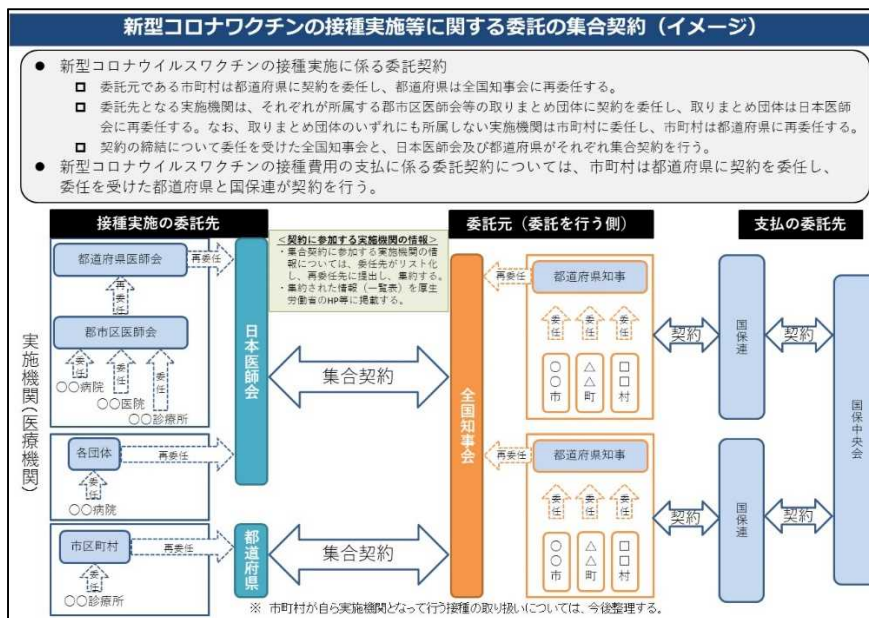 新型コロナワクチンの接種実施等に関する委託の集合契約（イメージ）
● 新型コロナウイルスワクチンの接種実施に係る委託契約
□ 委託元である市町村は都道府県に契約を委任し、都道府県は全国知事会に再委任する。
□ 委託先となる実施機関は、それぞれが所属する郡市区医師会等の取りまとめ団体に契約を委任し、取りまとめ団体は日本医師
会に再委任する。なお、取りまとめ団体のいずれにも所属しない実施機関は市町村に委任し、市町村は都道府県に再委任する。
□ 契約の締結について委任を受けた全国知事会と、日本医師会及び都道府県がそれぞれ集合契約を行う。
● 新型コロナウイルスワクチンの接種費用の支払に係る委託契約については、市町村は都道府県に契約を委任し、
委任を受けた都道府県と国保連が契約を行う。
接種実施の委託先
委託元（委託を行う側）
支払の委託先
＜契約に参加する実施機関の情報＞
・集合契約に参加する実施機関の情
報については、委任先がリスト化
し、再委任先に提出し、集約する。
・集約された情報（一覧表）を厚生
労働省のHP等に掲載する。
実施機関(医療機関)
都道府県医師会
再委任
再委任
郡市区医師会
委任
委任
委任
〇〇病院
〇〇医院
〇〇診療所
各団体
再委任
委任
〇〇病院
市区町村
再委任
委任
〇〇診療所
日本医師会
都道府県
集合契約
集合契約
全国知事会
再委任
都道府県知事
委任
委任
委任
〇〇市
△△町
□□村
再委任
都道府県知事
委任
委任
委任
〇〇市
△△町
□□村
契約
国保連
契約
契約
国保連
契約
国保中央会
※ 市町村が自ら実施機関となって行う接種の取り扱いについては、今後整理する。